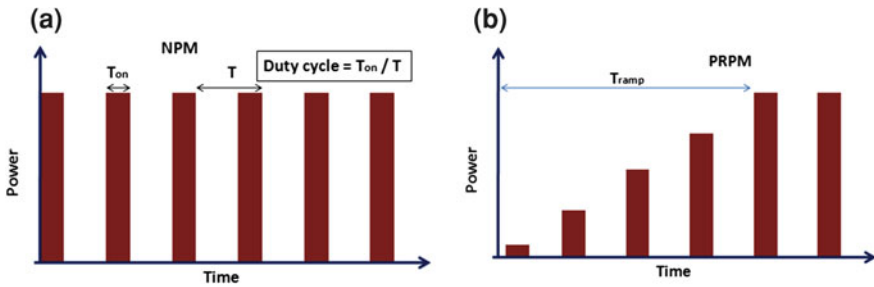 (a)
NPM
Ton
T
Duty cycle = Ton / T
Power
Time
(b)
PRPM
Tramp
Power
Time